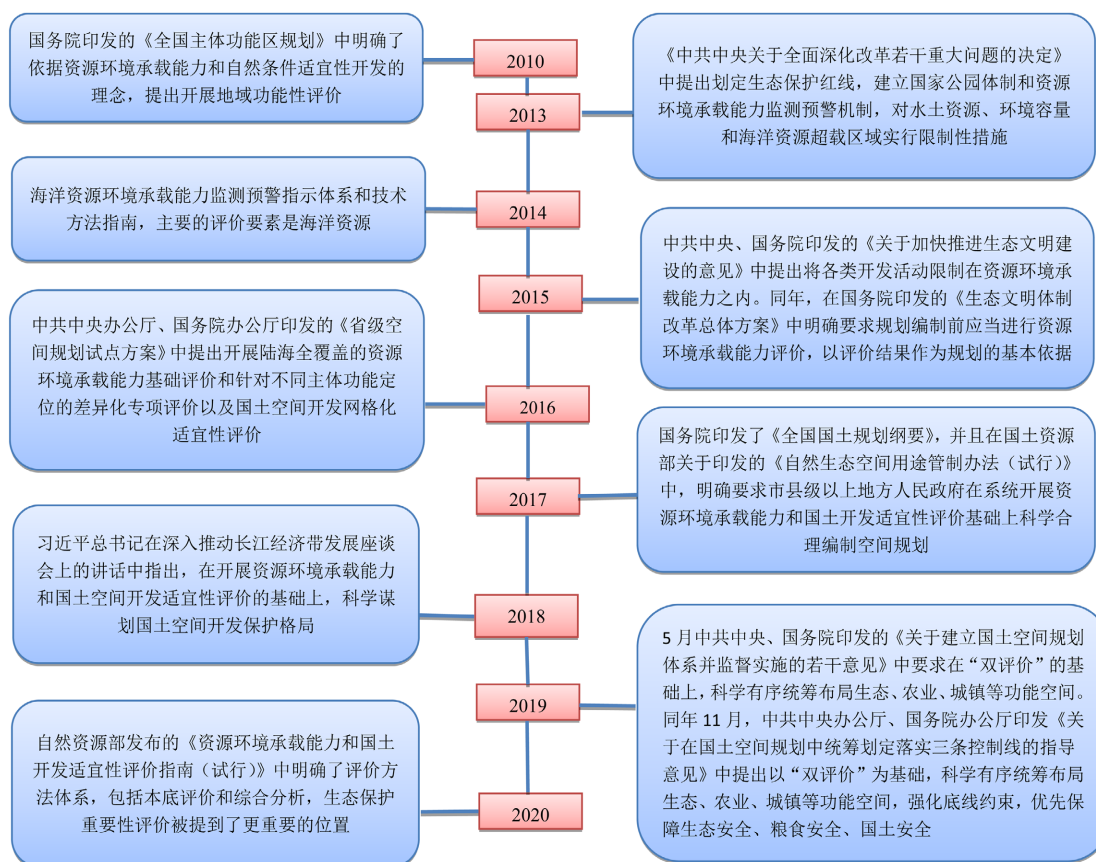 国务院印发的《全国主体功能区规划》中明确了
依据资源环境承载能力和自然条件适宜性开发的
理念，提出开展地域功能性评价
2010
《中共中央关于全面深化改革若干重大问题的决定》
中提出划定生态保护红线，建立国家公园体制和资源
环境承载能力监测预警机制，对水土资源、环境容量
和海洋资源超载区域实行限制性措施
2013
海洋资源环境承载能力监测预警指示体系和技术
方法指南，主要的评价要素是海洋资源
2014
中共中央、国务院印发的《关于加快推进生态文明建
设的意见》中提出将各类开发活动限制在资源环境承
载能力之内。同年，在国务院印发的《生态文明体制
改革总体方案》中明确要求规划编制前应当进行资源
环境承载能力评价，以评价结果作为规划的基本依据
2015
中共中央办公厅、国务院办公厅印发的《省级空
间规划试点方案》中提出开展陆海全覆盖的资源
环境承载能力基础评价和针对不同主体功能定
位的差异化专项评价以及国土空间开发网格化
适宜性评价
2016
国务院印发了《全国国土规划纲要》，并且在国土资源
部关于印发的《自然生态空间用途管制办法（试行）》
中，明确要求市县级以上地方人民政府在系统开展资
源环境承载能力和国土开发适宜性评价基础上科学合
理编制空间规划
2017
习近平总书记在深入推动长江经济带发展座谈
会上的讲话中指出，在开展资源环境承载能力
和国土空间开发适宜性评价的基础上，科学谋
划国土空间开发保护格局
2018
5 月中共中央、国务院印发的《关于建立国土空间规划
体系并监督实施的若干意见》中要求在“双评价”的基
础上，科学有序统筹布局生态、农业、城镇等功能空间。
同年 11 月，中共中央办公厅、国务院办公厅印发《关
于在国土空间规划中统筹划定落实三条控制线的指导
意见》中提出以“双评价”为基础，科学有序统筹布局
生态、农业、城镇等功能空间，强化底线约束，优先保
障生态安全、粮食安全、国土安全
2019
自然资源部发布的《资源环境承载能力和国土
开发适宜性评价指南（试行）》中明确了评价方
法体系，包括本底评价和综合分析，生态保护
重要性评价被提到了更重要的位置
2020